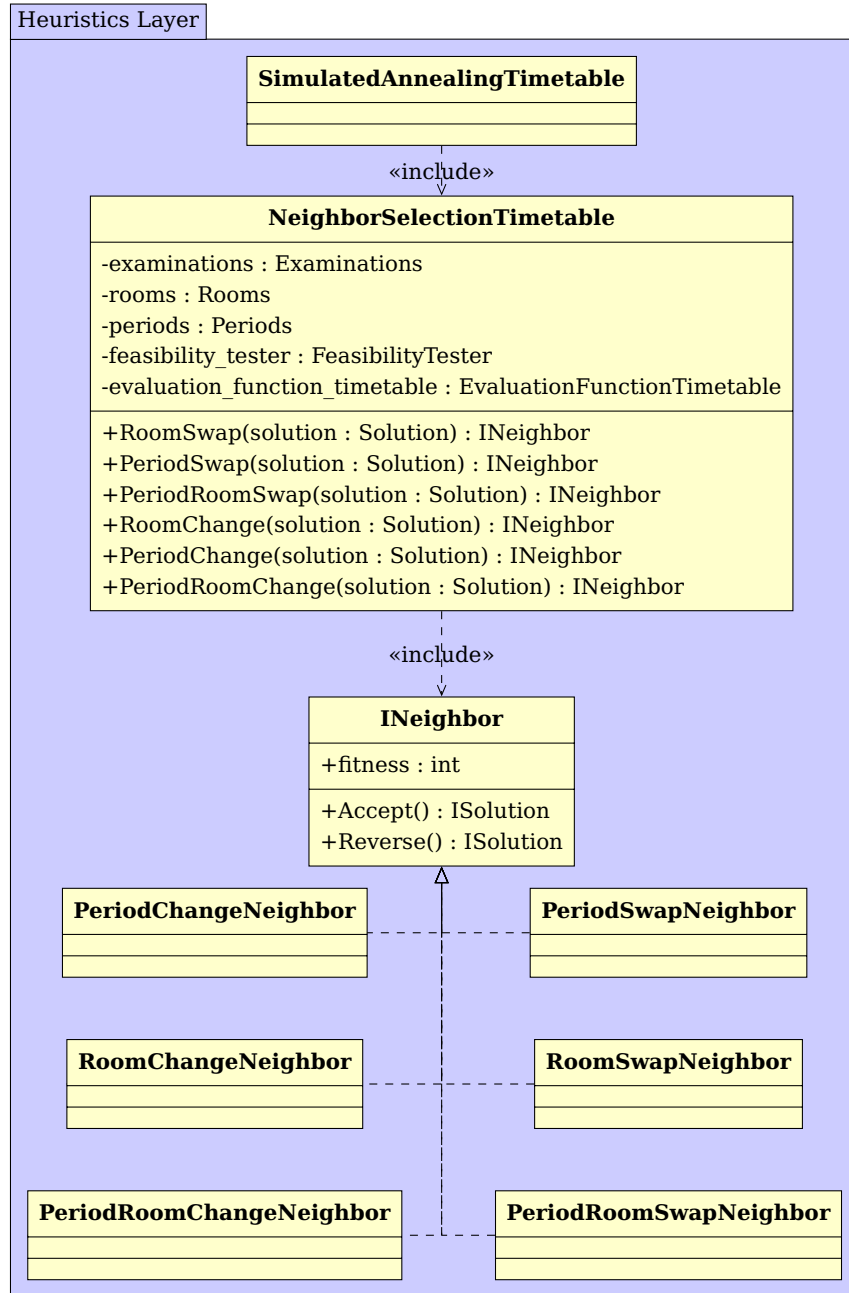 Heuristics Layer
SimulatedAnnealingTimetable
«include»
NeighborSelectionTimetable
-examinations : Examinations
-rooms : Rooms
-periods : Periods
-feasibility_tester : FeasibilityTester
-evaluation_function_timetable : EvaluationFunctionTimetable
+RoomSwap(solution : Solution) : INeighbor
+PeriodSwap(solution : Solution) : INeighbor
+PeriodRoomSwap(solution : Solution) : INeighbor
+RoomChange(solution : Solution) : INeighbor
+PeriodChange(solution : Solution) : INeighbor
+PeriodRoomChange(solution : Solution) : INeighbor
«include»
INeighbor
+fitness : int
+Accept() : ISolution
+Reverse() : ISolution
PeriodChangeNeighbor
PeriodSwapNeighbor
RoomChangeNeighbor
RoomSwapNeighbor
PeriodRoomChangeNeighbor
PeriodRoomSwapNeighbor